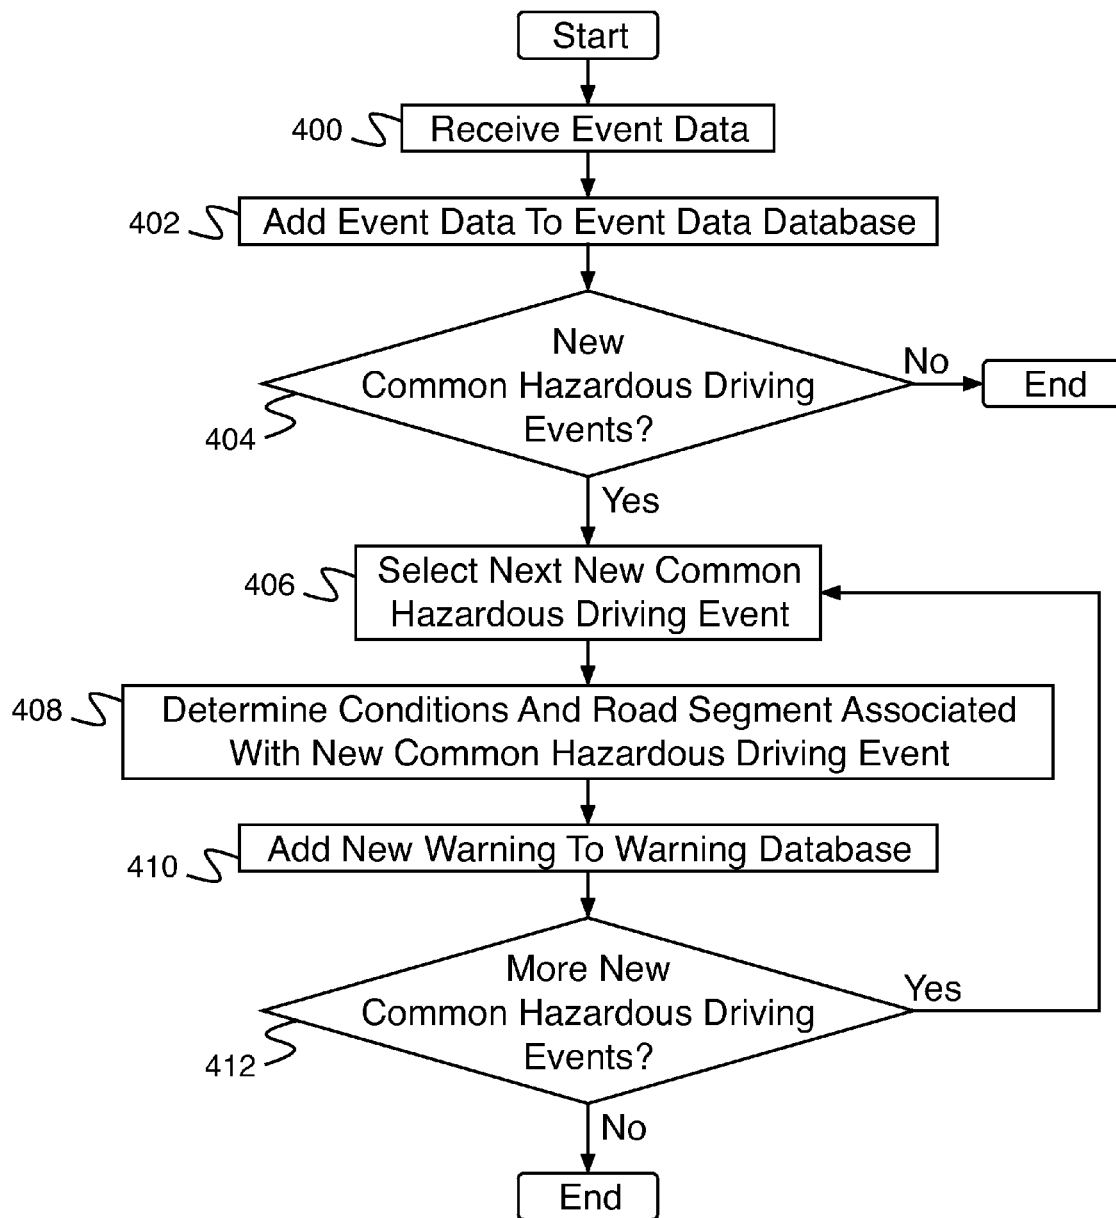 Start
400
Receive Event Data
402
Add Event Data To Event Data Database
New
Common Hazardous Driving
Events?
404
No
End
Yes
406
Select Next New Common
Hazardous Driving Event
408
Determine Conditions And Road Segment Associated
With New Common Hazardous Driving Event
410
Add New Warning To Warning Database
More New
Common Hazardous Driving
Events?
412
Yes
No
End